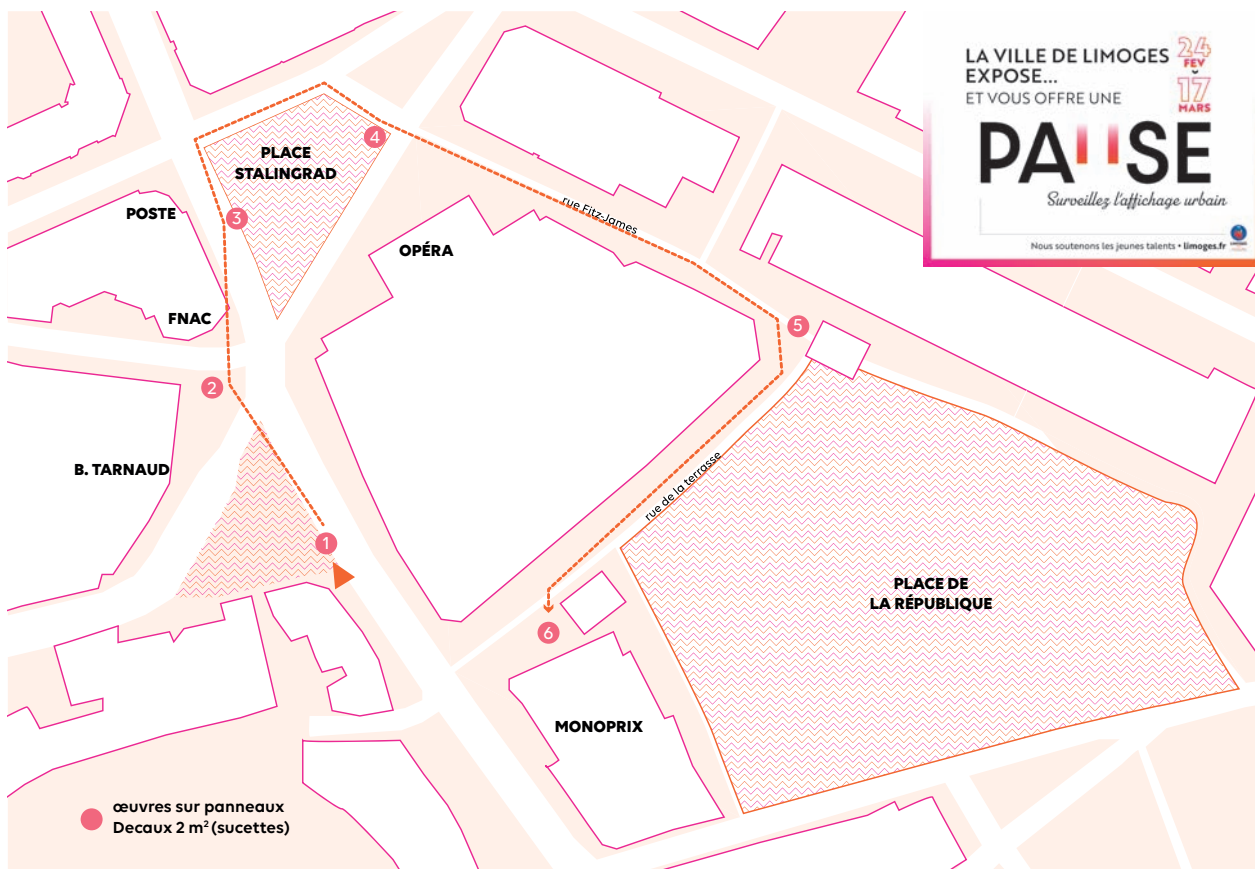 LA VILLE DE LIMOGES
EXPOSE...
ET VOUS OFFRE UNE
24
FEV
17
MARS
PAUSE
Surveillez l'affichage urbain
Nous soutenons les jeunes talents • limoges.fr
PLACE
STALINGRAD
4
POSTE
3
rue Fitz-James
OPÉRA
FNAC
5
2
B. TARNAUD
rue de la terrasse
1
PLACE DE
LA RÉPUBLIQUE
6
MONOPRIX
œuvres sur panneaux
Decaux 2 m² (sucettes)